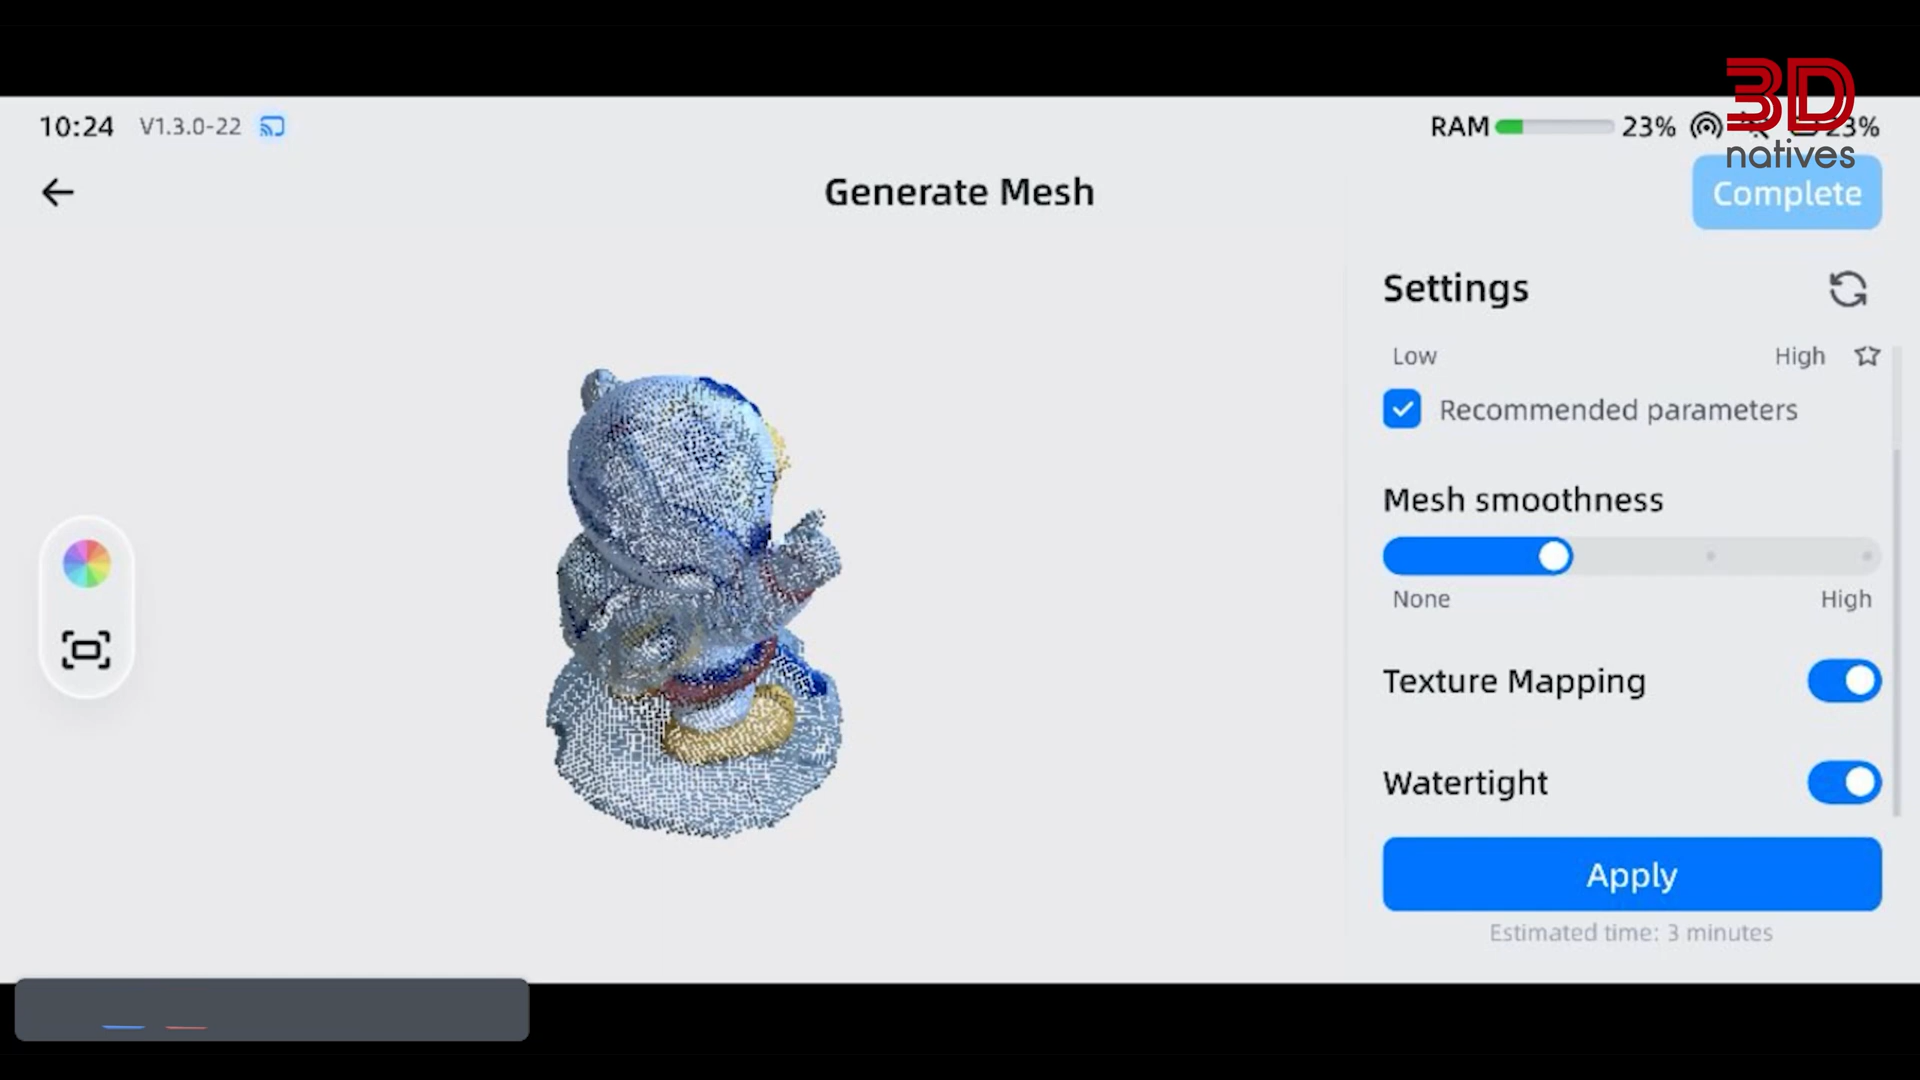 3D
natives
10:24 V1.3.0-22
RAM 23% 23%
Generate Mesh
Complete
Settings
Low High
Recommended parameters
Mesh smoothness
None High
Texture Mapping
Watertight
Apply
Estimated time: 3 minutes